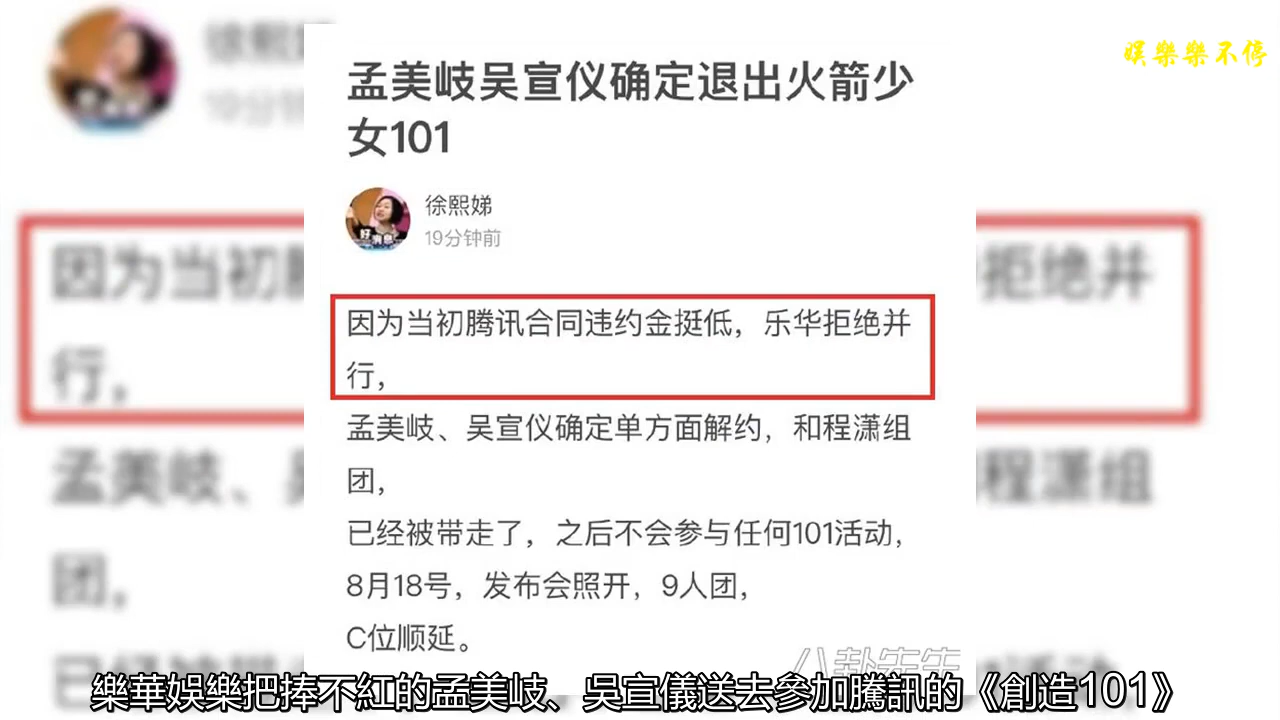 娱樂樂不停
孟美岐吴宣仪确定退出火箭少
女101
徐熙娣
19分钟前
因为当初腾讯合同违约金挺低，乐华拒绝并
行，
孟美岐、吴宣仪确定单方面解约，和程潇组
团，
已经被带走了，之后不会参与任何101活动，
8月18号，发布会照开，9人团，
C位顺延。
八卦先生
樂華娛樂把捧不紅的孟美岐、吳宣儀送去參加騰訊的《創造101》